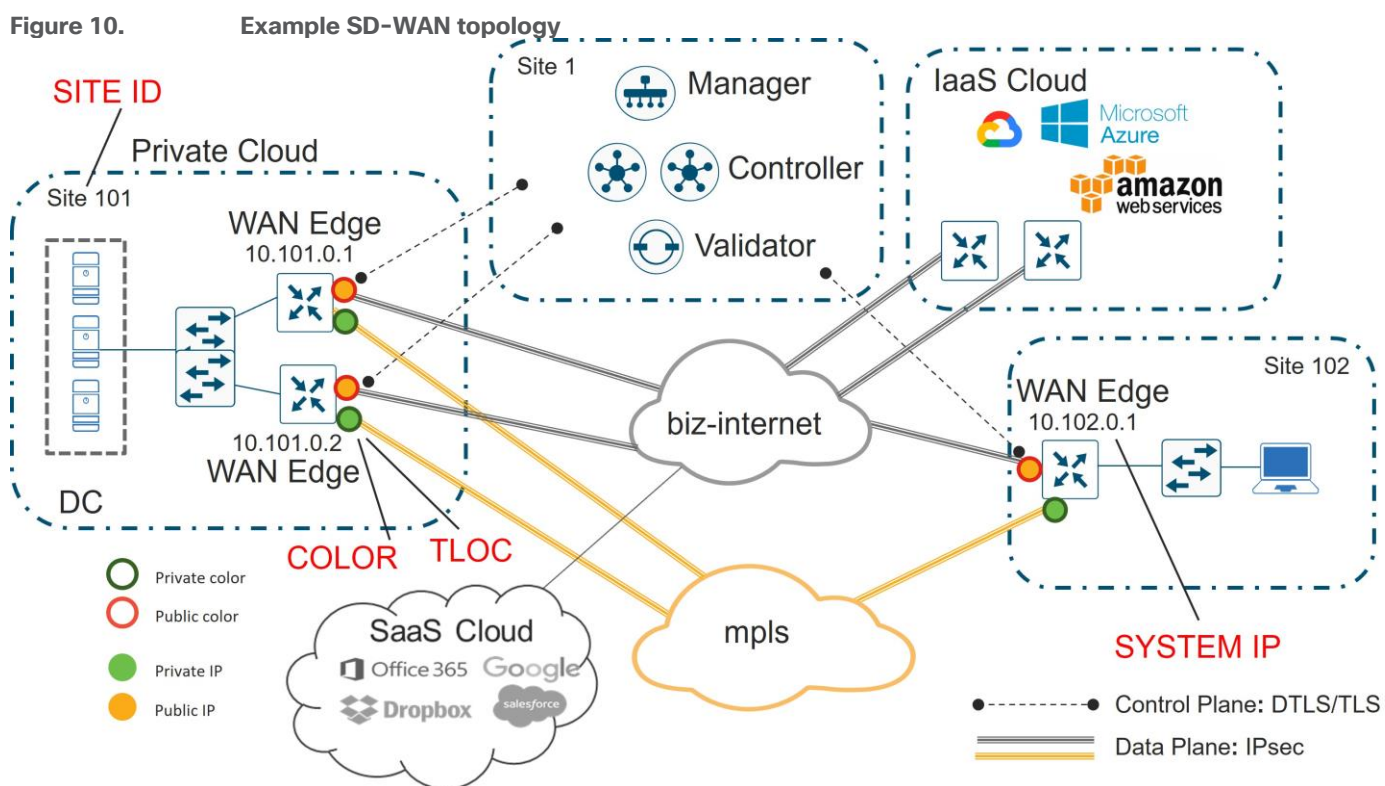 Figure 10. Example SD-WAN topology
SITE ID
Private Cloud
Site 101
WAN Edge
10.101.0.1
10.101.0.2
WAN Edge
DC
COLOR
TLOC
Site 1
Manager
Controller
Validator
IaaS Cloud
Microsoft
Azure
amazon
webservices
biz-internet
mpls
Site 102
WAN Edge
10.102.0.1
SYSTEM IP
SaaS Cloud
Office 365
Google
Dropbox
salesforce
Private color
Public color
Private IP
Public IP
Control Plane: DTLS/TLS
Data Plane: IPsec